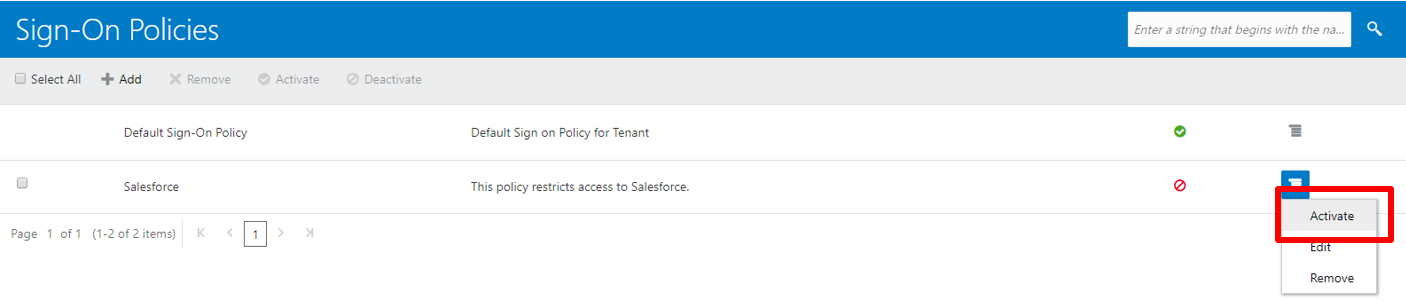 Sign-On Policies
Enter a string that begins with the na...
Select All Add Remove Activate Deactivate
Default Sign-On Policy Default Sign on Policy for Tenant
Salesforce This policy restricts access to Salesforce.
Activate
Page 1 of 1 (1-2 of 2 items) 1
Edit
Remove